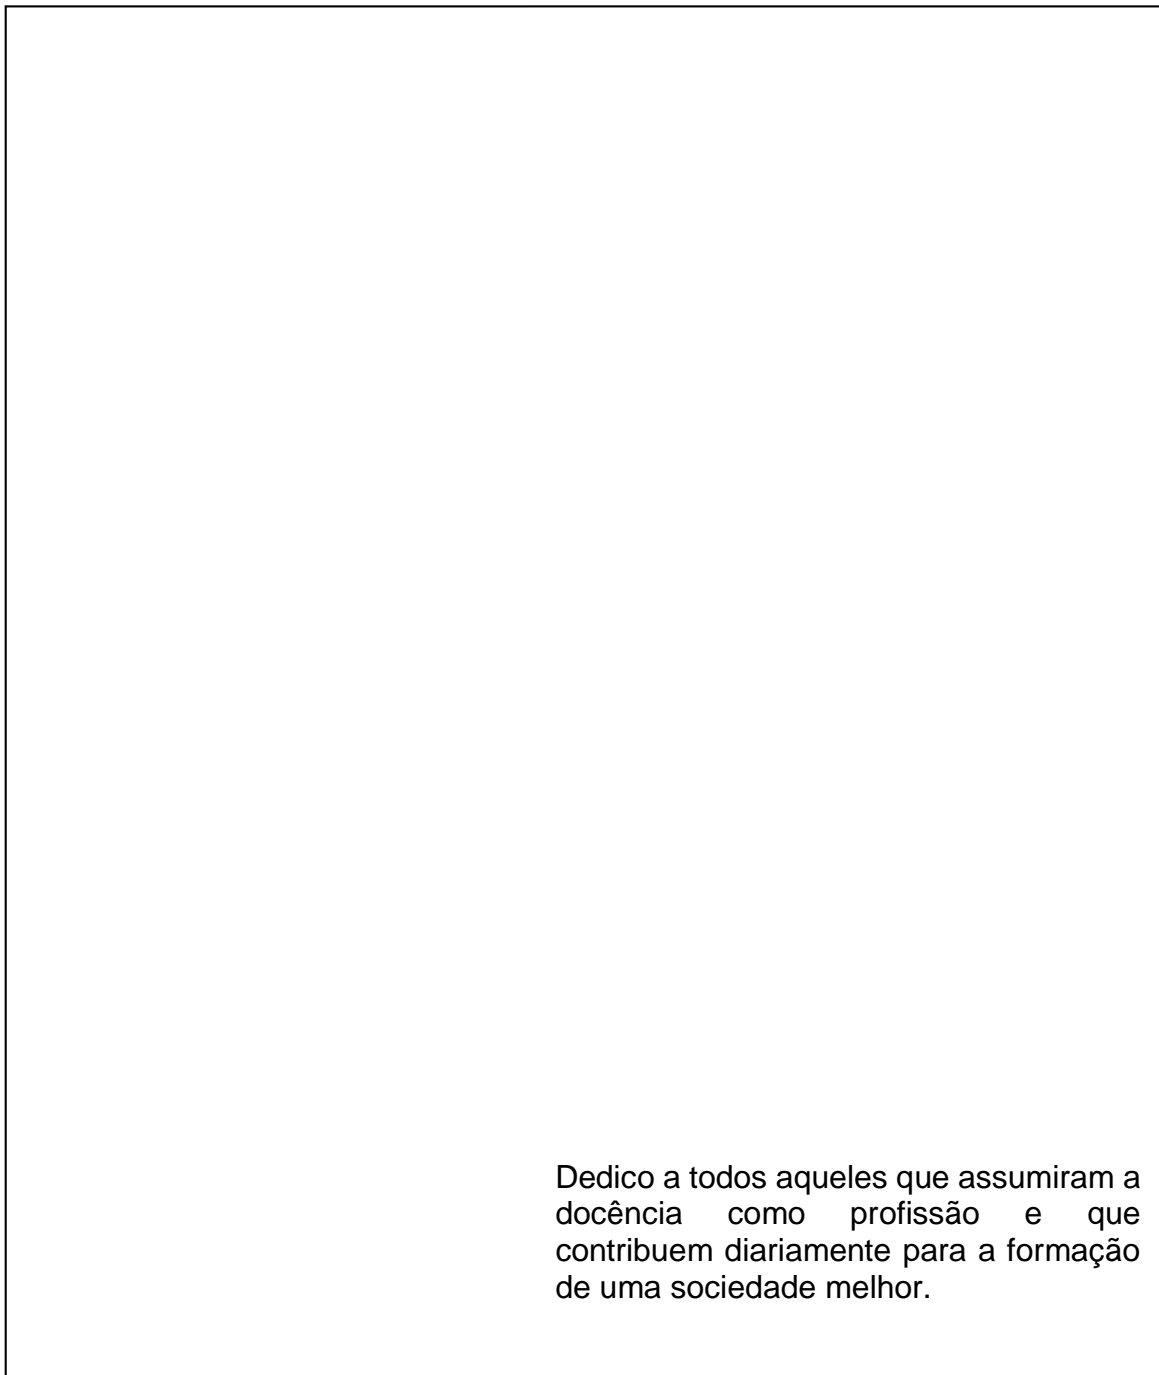 Dedico a todos aqueles que assumiram a
docência como profissão e que
contribuem diariamente para a formação
de uma sociedade melhor.